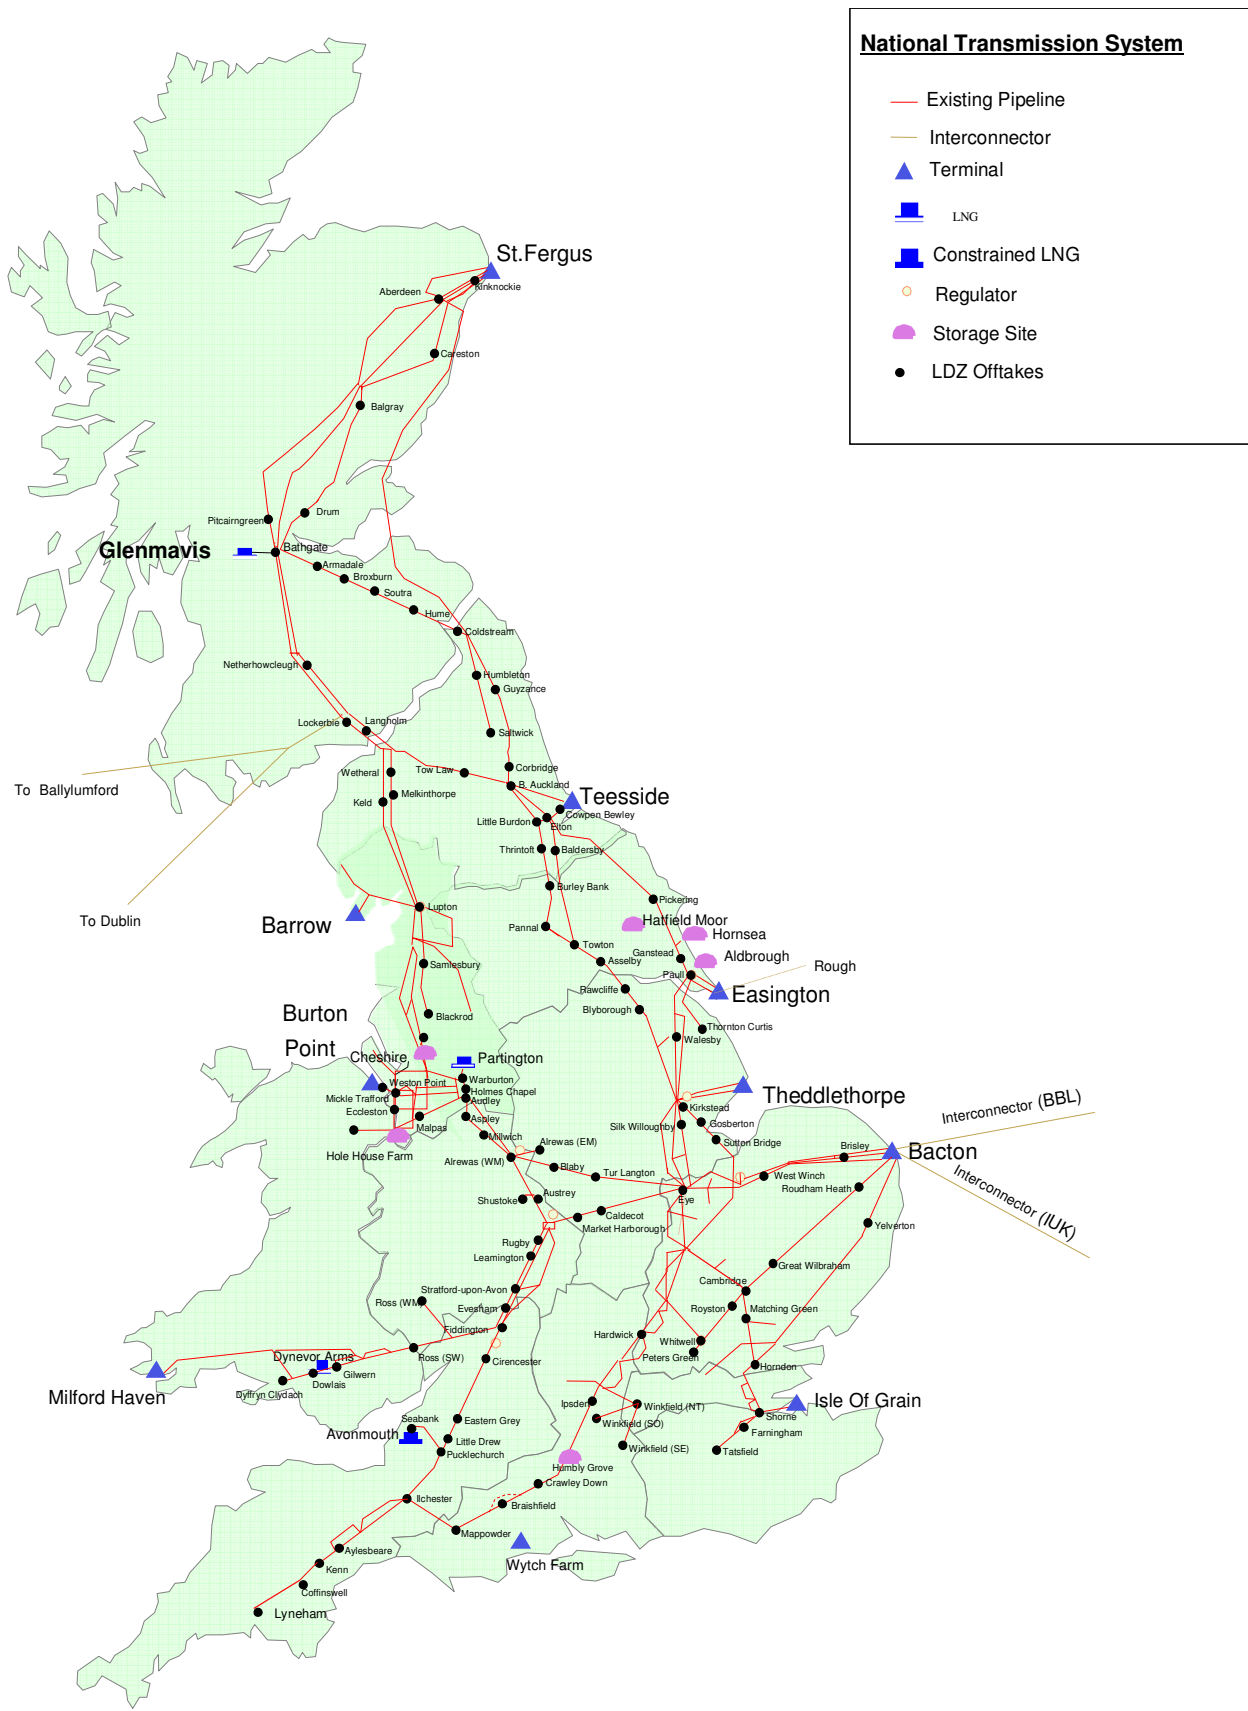 National Transmission System
Existing Pipeline
Interconnector
Terminal
LNG
Constrained LNG
Regulator
Storage Site
LDZ Offtakes
St.Fergus
Kinknockie
Aberdeen
Careston
Balgray
Drum
Pitcairngreen
Glenmavis
Bathgate
Armadale
Broxburn
Soutra
Hume
Coldstream
Netherhowcleugh
Humbleton
Guyzance
Lockerbie
Langholm
Saltwick
Corbridge
Wetheral
Tow Law
B. Auckland
To Ballylumford
Melkinthorpe
Keld
Teesside
Cowpen Bewley
Little Burdon
Elton
Thrintoft
Baldersby
Burley Bank
Pickering
To Dublin
Barrow
Lupton
Hatfield Moor
Pannal
Hornsea
Towton
Ganstead
Aldbrough
Samlesbury
Asselby
Paull
Rough
Rawcliffe
Easington
Blyborough
Burton
Point
Blackrod
Thornton Curtis
Walesby
Cheshire
Partington
Weston Point
Warburton
Holmes Chapel
Mickle Trafford
Audley
Theddlethorpe
Eccleston
Malpas
Aspley
Kirkstead
Interconnector (BBL)
Silk Willoughby
Gosberton
Millwich
Alrewas (EM)
Sutton Bridge
Hole House Farm
Alrewas (WM)
Blaby
Brisley
Bacton
Tur Langton
West Winch
Roudham Heath
Interconnector (IUK)
Shustoke
Austrey
Eye
Caldecot
Market Harborough
Yelverton
Rugby
Leamington
Great Wilbraham
Cambridge
Stratford-upon-Avon
Ross (WM)
Evesham
Royston
Matching Green
Fiddington
Hardwick
Whitwell
Peters Green
Dynevor Arms
Ross (SW)
Cirencester
Horndon
Gilwern
Milford Haven
Dyffryn Clydach
Dowlais
Ipsden
Winkfield (NT)
Isle Of Grain
Seabank
Eastern Grey
Winkfield (SO)
Shorne
Avonmouth
Little Drew
Farningham
Pucklechurch
Winkfield (SE)
Tatsfield
Humbly Grove
Crawley Down
Ilchester
Braishfield
Mappowder
Aylesbeare
Wytch Farm
Kenn
Coffinswell
Lyneham